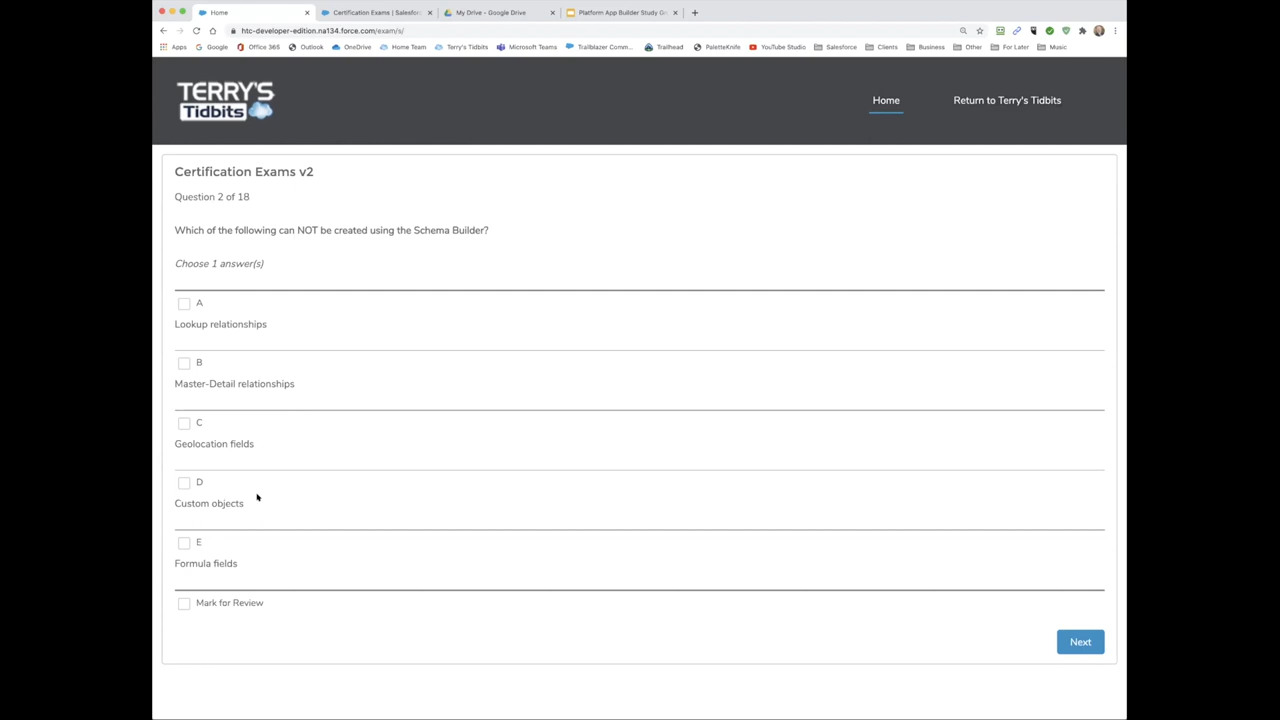 Home
Certification Exams | Salesforc
My Drive - Google Drive
Platform App Builder Study Gr
htc-developer-edition.na134.force.com/exam/s/
Apps Google Office 365 Outlook OneDrive Home Team Terry's Tidbits Microsoft Teams Trailblazer Comm... Trailhead PaletteKnife YouTube Studio Salesforce Clients Business Other For Later Music
TERRY'S
Tidbits
Home
Return to Terry's Tidbits
Certification Exams v2
Question 2 of 18
Which of the following can NOT be created using the Schema Builder?
Choose 1 answer(s)
A
Lookup relationships
B
Master-Detail relationships
C
Geolocation fields
D
Custom objects
E
Formula fields
Mark for Review
Next